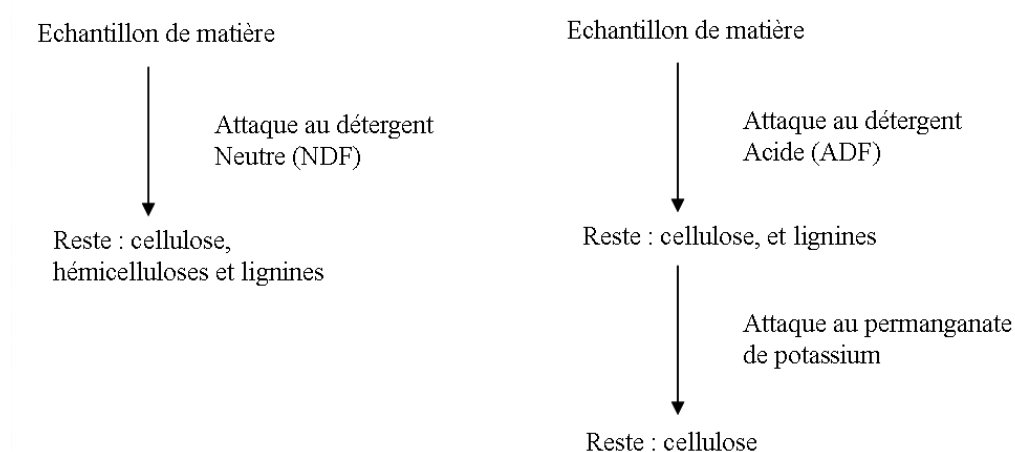 Echantillon de matière
Attaque au détergent
Neutre (NDF)
Reste : cellulose,
hémicelluloses et lignines
Echantillon de matière
Attaque au détergent
Acide (ADF)
Reste : cellulose, et lignines
Attaque au permanganate
de potassium
Reste : cellulose